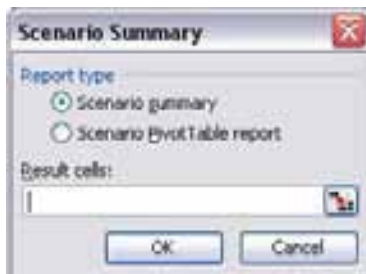 Scenario Summary
Report type
Scenario summary
Scenario PivotTable report
Result cells:
OK
Cancel